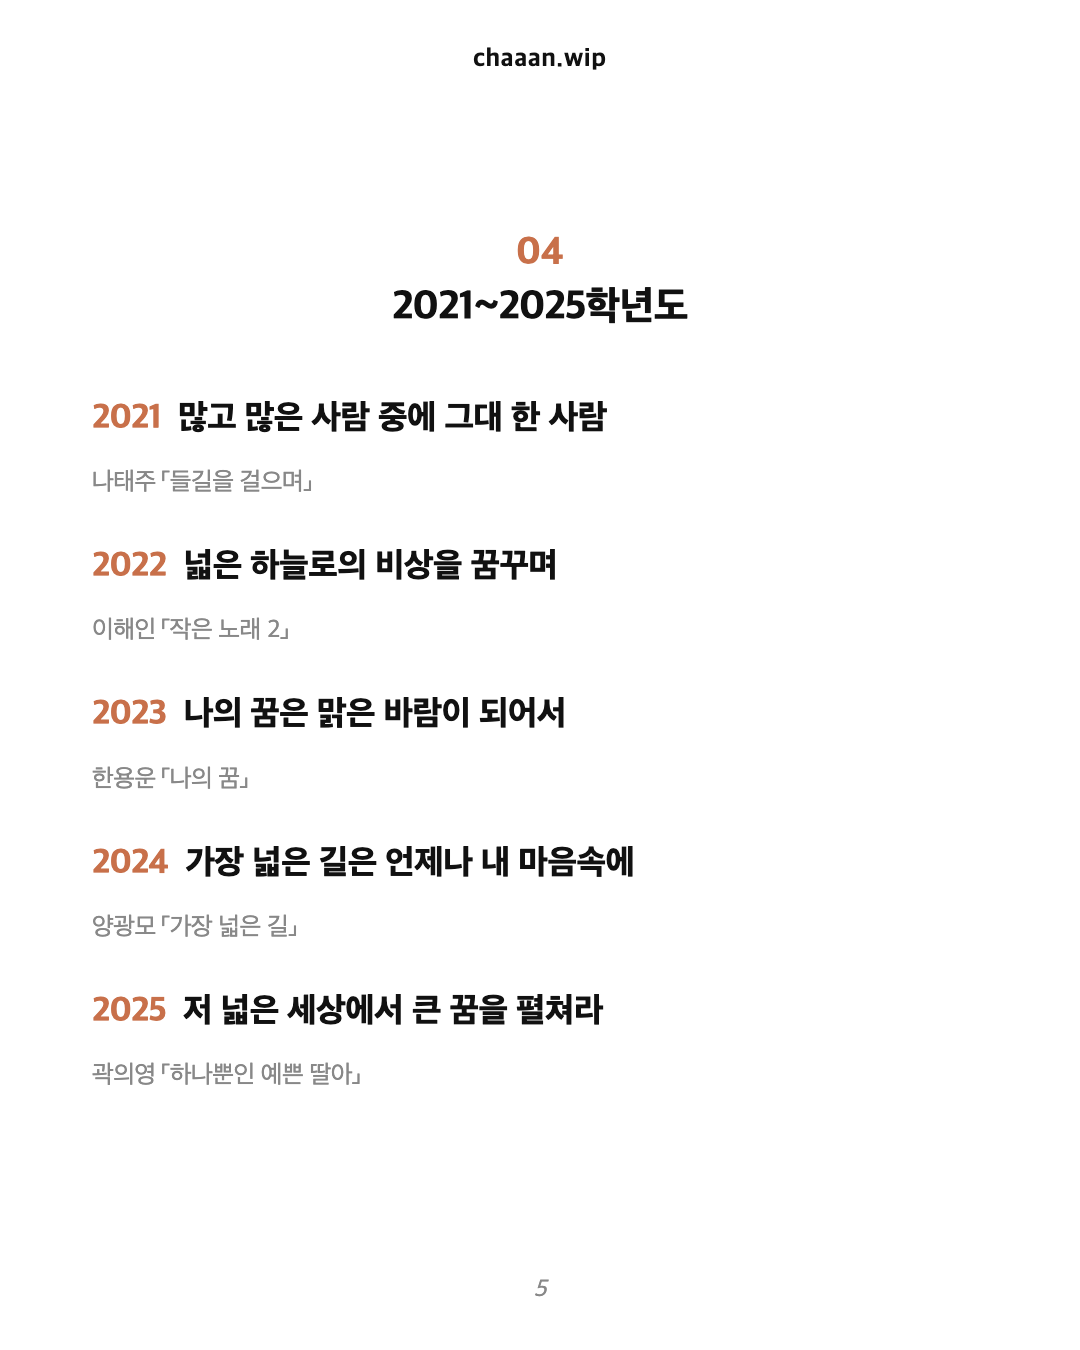 chaaan.wip
04
2021~2025학년도
2021 많고 많은 사람 중에 그대 한 사람
나태주 「들길을 걸으며」
2022 넓은 하늘로의 비상을 꿈꾸며
이해인 「작은 노래 2」
2023 나의 꿈은 맑은 바람이 되어서
한용운 「나의 꿈」
2024 가장 넓은 길은 언제나 내 마음속에
양광모 「가장 넓은 길」
2025 저 넓은 세상에서 큰 꿈을 펼쳐라
곽의영 「하나뿐인 예쁜 딸아」
5